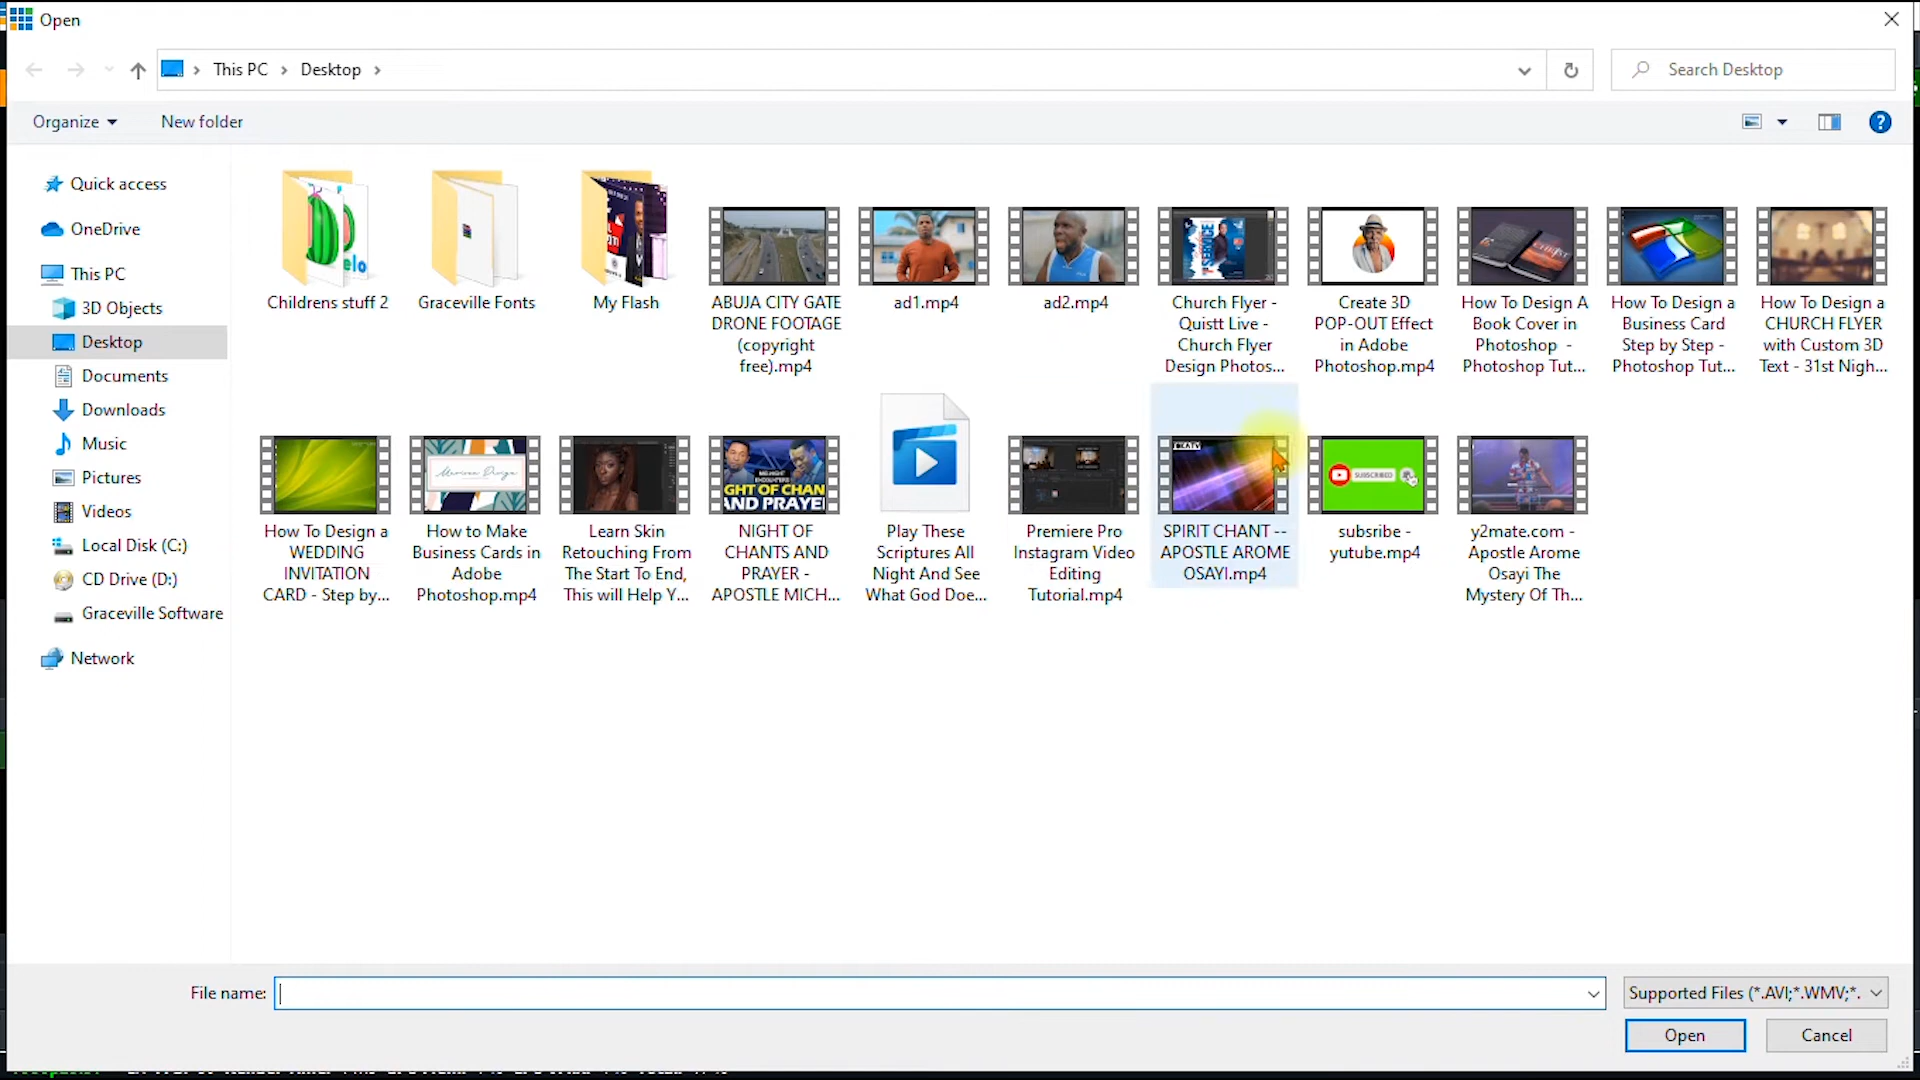 Open
This PC
Desktop
Search Desktop
Organize
New folder
Quick access
OneDrive
This PC
3D Objects
Desktop
Documents
Downloads
Music
Pictures
Videos
Local Disk (C:)
CD Drive (D:)
Graceville Software
Network
Childrens stuff 2
Graceville Fonts
My Flash
ABUJA CITY GATE
DRONE FOOTAGE
(copyright
free).mp4
ad1.mp4
ad2.mp4
Church Flyer -
Quistt Live -
Church Flyer
Design Photos...
Create 3D
POP-OUT Effect
in Adobe
Photoshop.mp4
How To Design A
Book Cover in
Photoshop -
Photoshop Tut...
How To Design a
Business Card
Step by Step -
Photoshop Tut...
How To Design a
CHURCH FLYER
with Custom 3D
Text - 31st Nigh...
How To Design a
WEDDING
INVITATION
CARD - Step by...
How to Make
Business Cards in
Adobe
Photoshop.mp4
Learn Skin
Retouching From
The Start To End,
This will Help Y...
NIGHT OF
CHANTS AND
PRAYER -
APOSTLE MICH...
Play These
Scriptures All
Night And See
What God Doe...
Premiere Pro
Instagram Video
Editing
Tutorial.mp4
SPIRIT CHANT --
APOSTLE AROME
OSAYI.mp4
SUBSCRIBED
subsribe -
yutube.mp4
y2mate.com -
Apostle Arome
Osayi The
Mystery Of Th...
File name:
Supported Files (*.AVI;*.WMV;*.
Open
Cancel